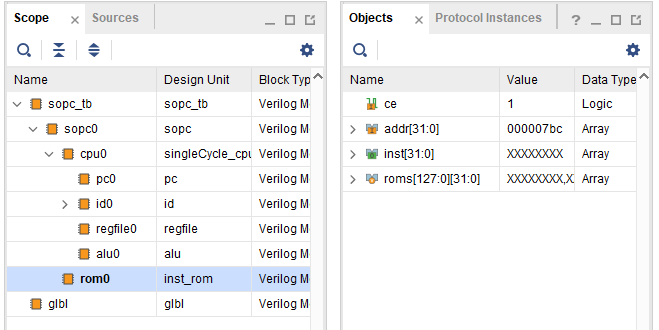 Scope Sources
Name Design Unit Block Typ
sopc_tb sopc_tb Verilog M
sopc0 sopc Verilog M
cpu0 singleCycle_cpu Verilog M
pc0 pc Verilog M
id0 id Verilog M
regfile0 regfile Verilog M
alu0 alu Verilog M
rom0 inst_rom Verilog M
glbl glbl Verilog M
Objects Protocol Instances ?
Name Value Data Type
ce 1 Logic
addr[31:0] 000007bc Array
inst[31:0] XXXXXXXX Array
roms[127:0][31:0] XXXXXXXX,X Array